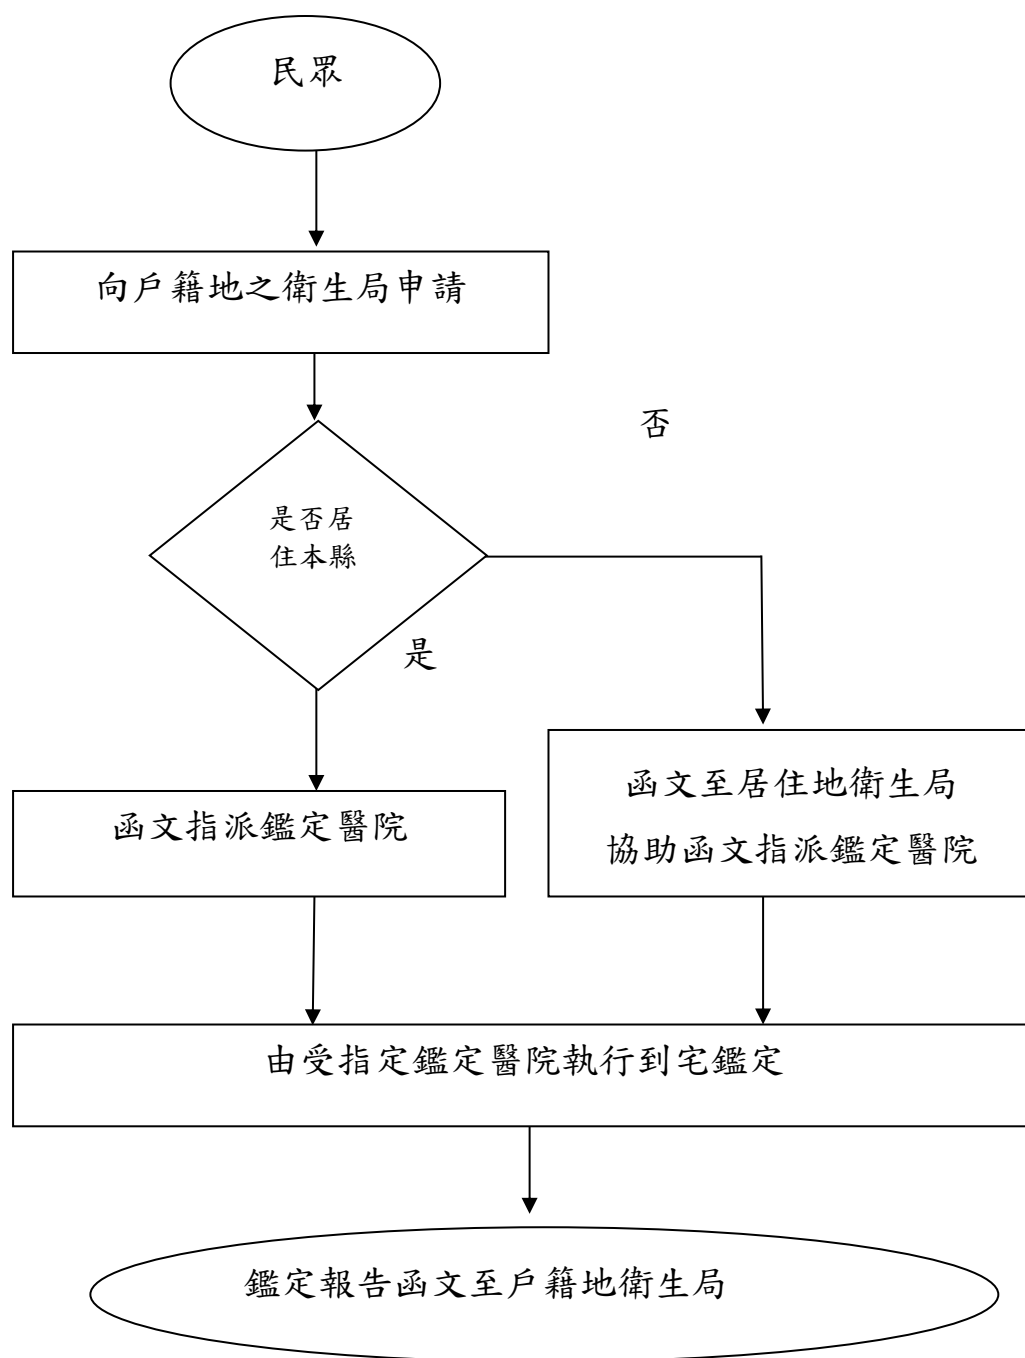 民眾
向戶籍地之衛生局申請
否
是否居
住本縣
是
函文指派鑑定醫院
函文至居住地衛生局
協助函文指派鑑定醫院
由受指定鑑定醫院執行到宅鑑定
鑑定報告函文至戶籍地衛生局